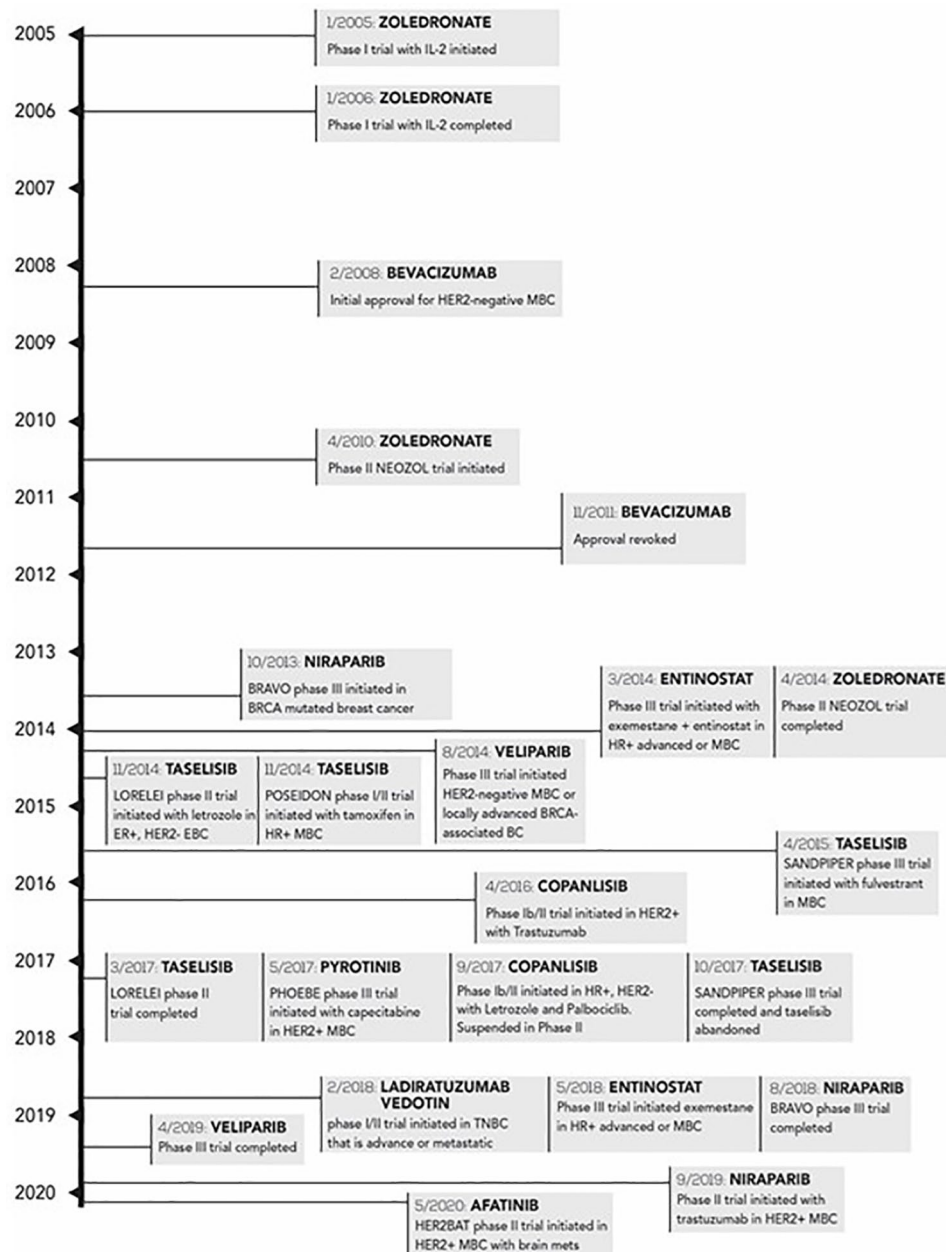 2005
1/2005: ZOLEDRONATE
Phase I trial with IL-2 initiated
2006
1/2006: ZOLEDRONATE
Phase I trial with IL-2 completed
2007
2008
2/2008: BEVACIZUMAB
Initial approval for HER2-negative MBC
2009
2010
4/2010: ZOLEDRONATE
Phase II NEOZOL trial initiated
2011
11/2011: BEVACIZUMAB
Approval revoked
2012
2013
10/2013: NIRAPARIB
BRAVO phase III initiated in
BRCA mutated breast cancer
3/2014: ENTINOSTAT
Phase III trial initiated with
exemestane + entinostat in
HR+ advanced or MBC
4/2014: ZOLEDRONATE
Phase II NEOZOL trial
completed
2014
8/2014: VELIPARIB
Phase III trial initiated
HER2-negative MBC or
locally advanced BRCA-
associated BC
11/2014: TASELISIB
LORELEI phase II trial
initiated with letrozole in
ER+, HER2- EBC
11/2014: TASELISIB
POSEIDON phase I/II trial
initiated with tamoxifen in
HR+ MBC
2015
4/2015: TASELISIB
SANDPIPER phase III trial
initiated with fulvestrant
in MBC
2016
4/2016: COPANLISIB
Phase Ib/II trial initiated in HER2+
with Trastuzumab
2017
3/2017: TASELISIB
LORELEI phase II
trial completed
5/2017: PYROTINIB
PHOEBE phase III trial
initiated with capecitabine
in HER2+ MBC
9/2017: COPANLISIB
Phase Ib/II initiated in HR+, HER2-
with Letrozole and Palbociclib.
Suspended in Phase II
10/2017: TASELISIB
SANDPIPER phase III trial
completed and taselisib
abandoned
2018
2/2018: LADIRATUZUMAB
VEDOTIN
phase I/II trial initiated in TNBC
that is advance or metastatic
5/2018: ENTINOSTAT
Phase III trial initiated exemestane
in HR+ advanced or MBC
8/2018: NIRAPARIB
BRAVO phase III trial
completed
2019
4/2019: VELIPARIB
Phase III trial completed
9/2019: NIRAPARIB
Phase II trial initiated with
trastuzumab in HER2+ MBC
2020
5/2020: AFATINIB
HER2BAT phase II trial initiated in
HER2+ MBC with brain mets